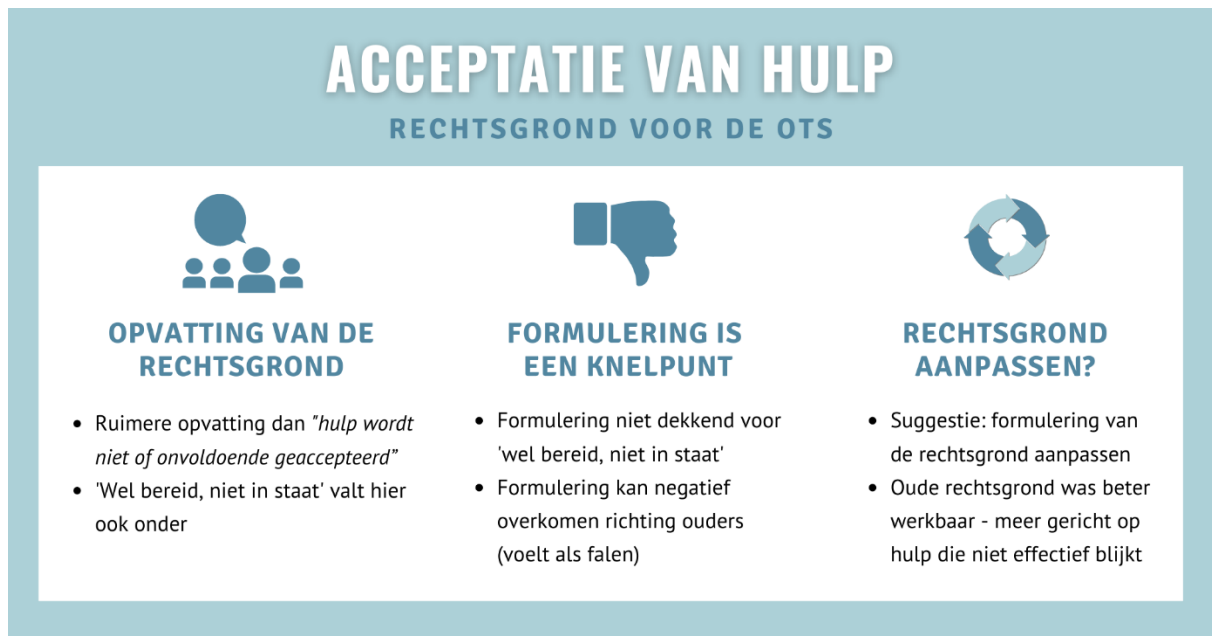 ACCEPTATIE VAN HULP
RECHTSGROND VOOR DE OTS
OPVATTING VAN DE
RECHTSGROND
• Ruimere opvatting dan "hulp wordt
niet of onvoldoende geaccepteerd”
• 'Wel bereid, niet in staat' valt hier
ook onder
FORMULERING IS
EEN KNELPUNT
• Formulering niet dekkend voor
'wel bereid, niet in staat'
• Formulering kan negatief
overkomen richting ouders
(voelt als falen)
RECHTSGROND
AANPASSEN?
• Suggestie: formulering van
de rechtsgrond aanpassen
• Oude rechtsgrond was beter
werkbaar - meer gericht op
hulp die niet effectief blijkt